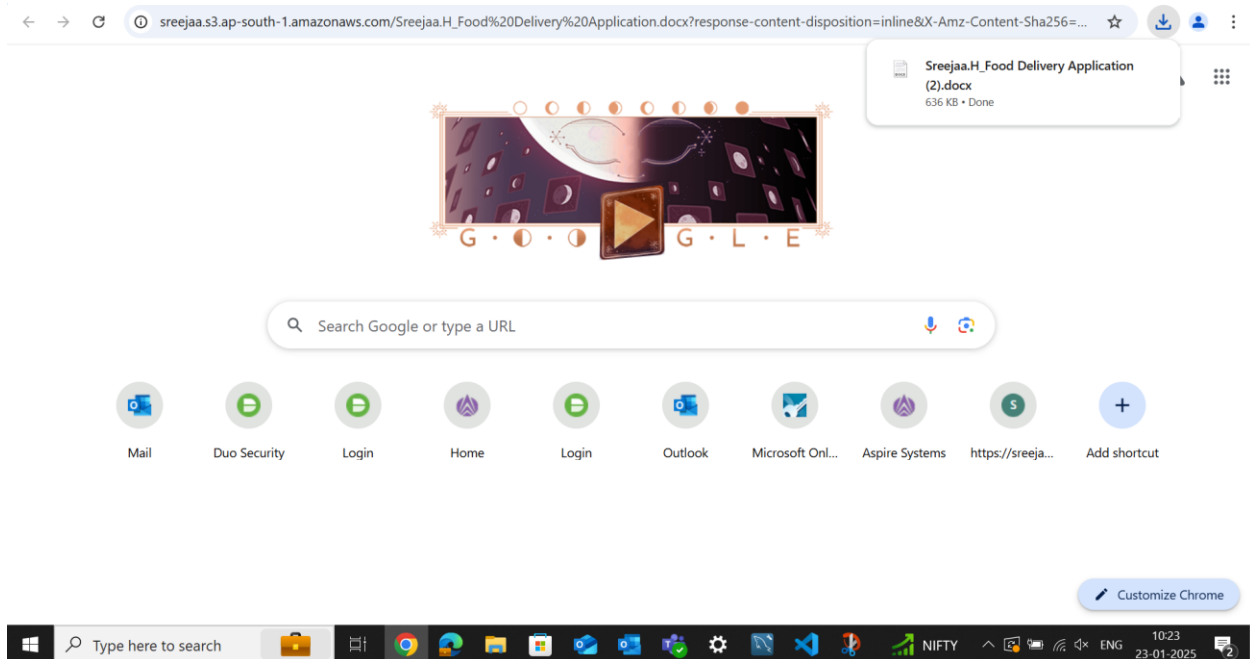 sreejaa.s3.ap-south-1.amazonaws.com/Sreejaa.H_Food%20Delivery%20Application.docx?response-content-disposition=inline&X-Amz-Content-Sha256=...
Sreejaa.H_Food Delivery Application
(2).docx
636 KB • Done
G · O · O G · L · E
Search Google or type a URL
Mail
Duo Security
Login
Home
Login
Outlook
Microsoft Onl...
Aspire Systems
S
https://sreeja...
Add shortcut
Customize Chrome
Type here to search
NIFTY
ENG
10:23
23-01-2025
2